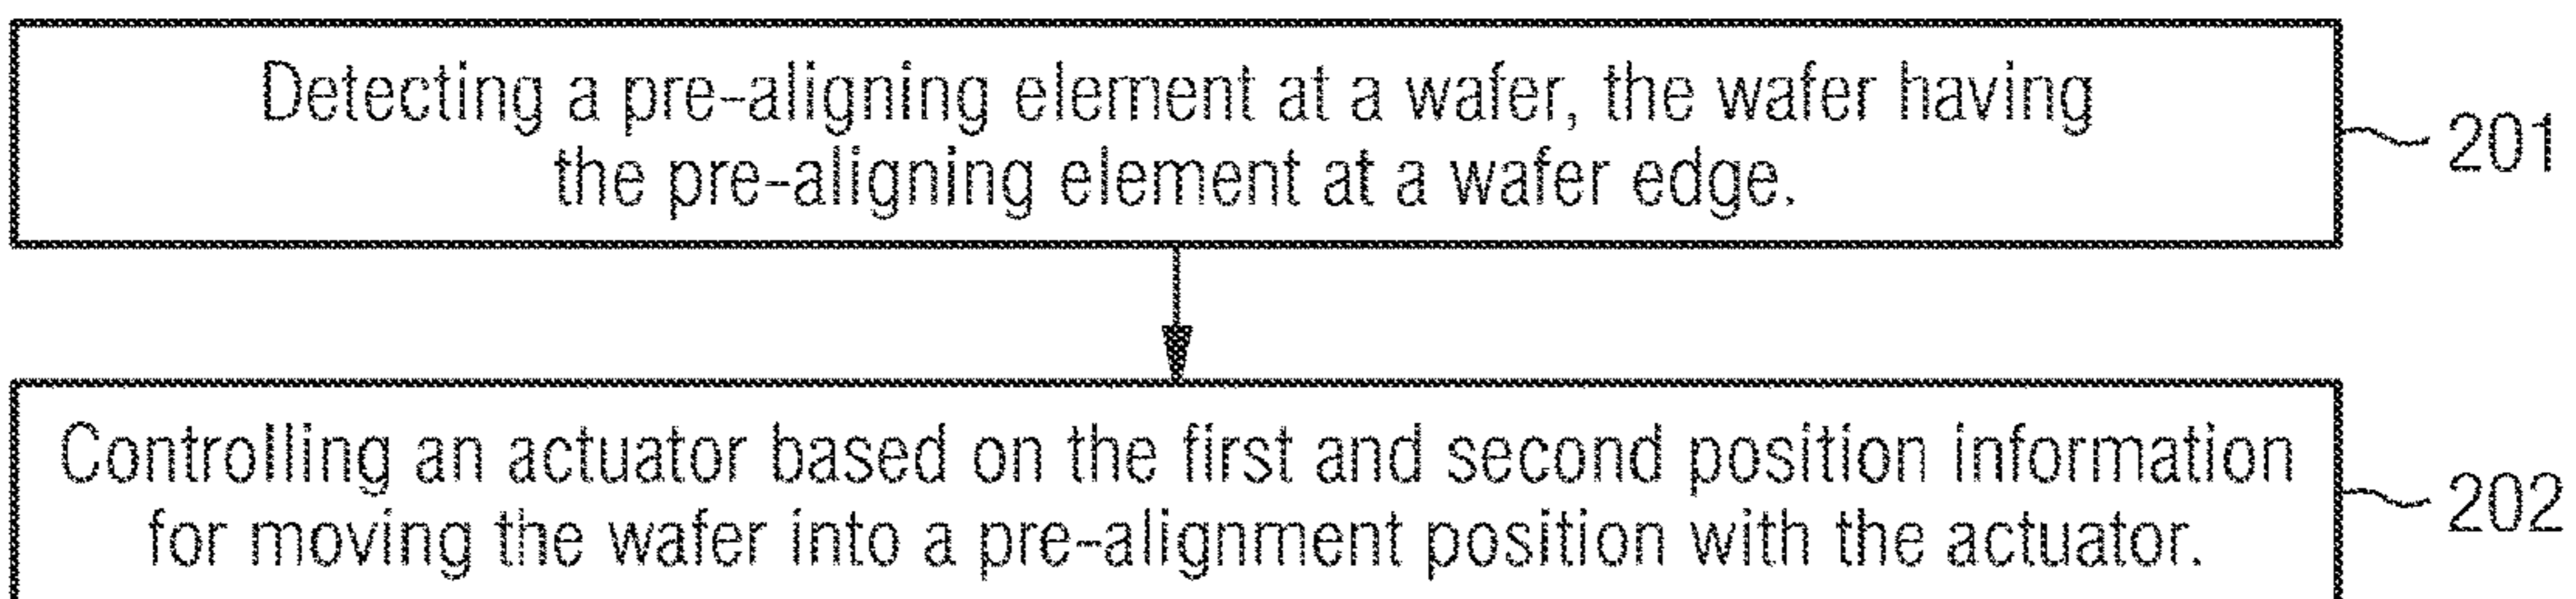 Detecting a pre-aligning element at a wafer, the wafer having
the pre-aligning element at a wafer edge.
201
Controlling an actuator based on the first and second position information
for moving the wafer into a pre-alignment position with the actuator.
202